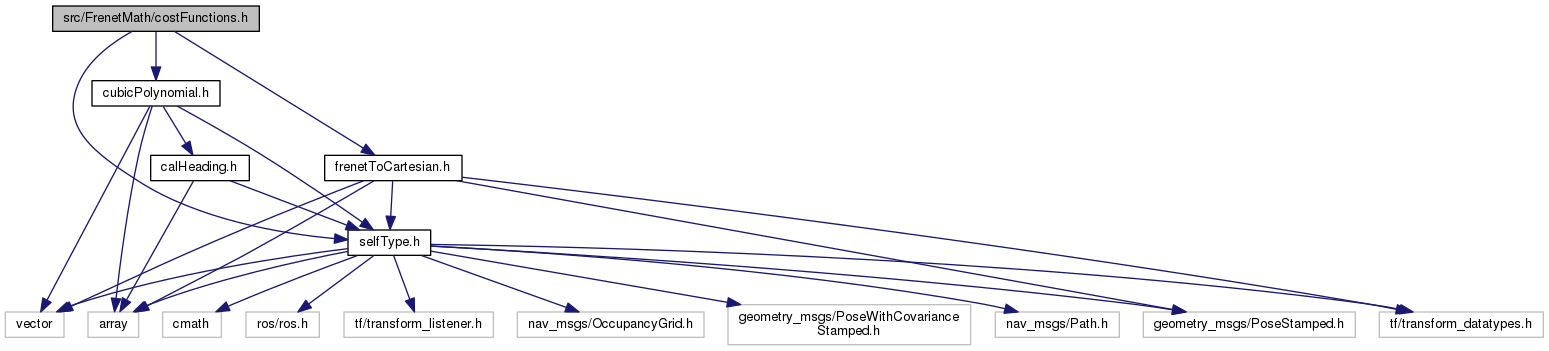 src/FrenetMath/costFunctions.h
cubicPolynomial.h
calHeading.h
frenetToCartesian.h
selfType.h
vector
array
cmath
ros/ros.h
tf/transform_listener.h
nav_msgs/OccupancyGrid.h
geometry_msgs/PoseWithCovariance
Stamped.h
nav_msgs/Path.h
geometry_msgs/PoseStamped.h
tf/transform_datatypes.h